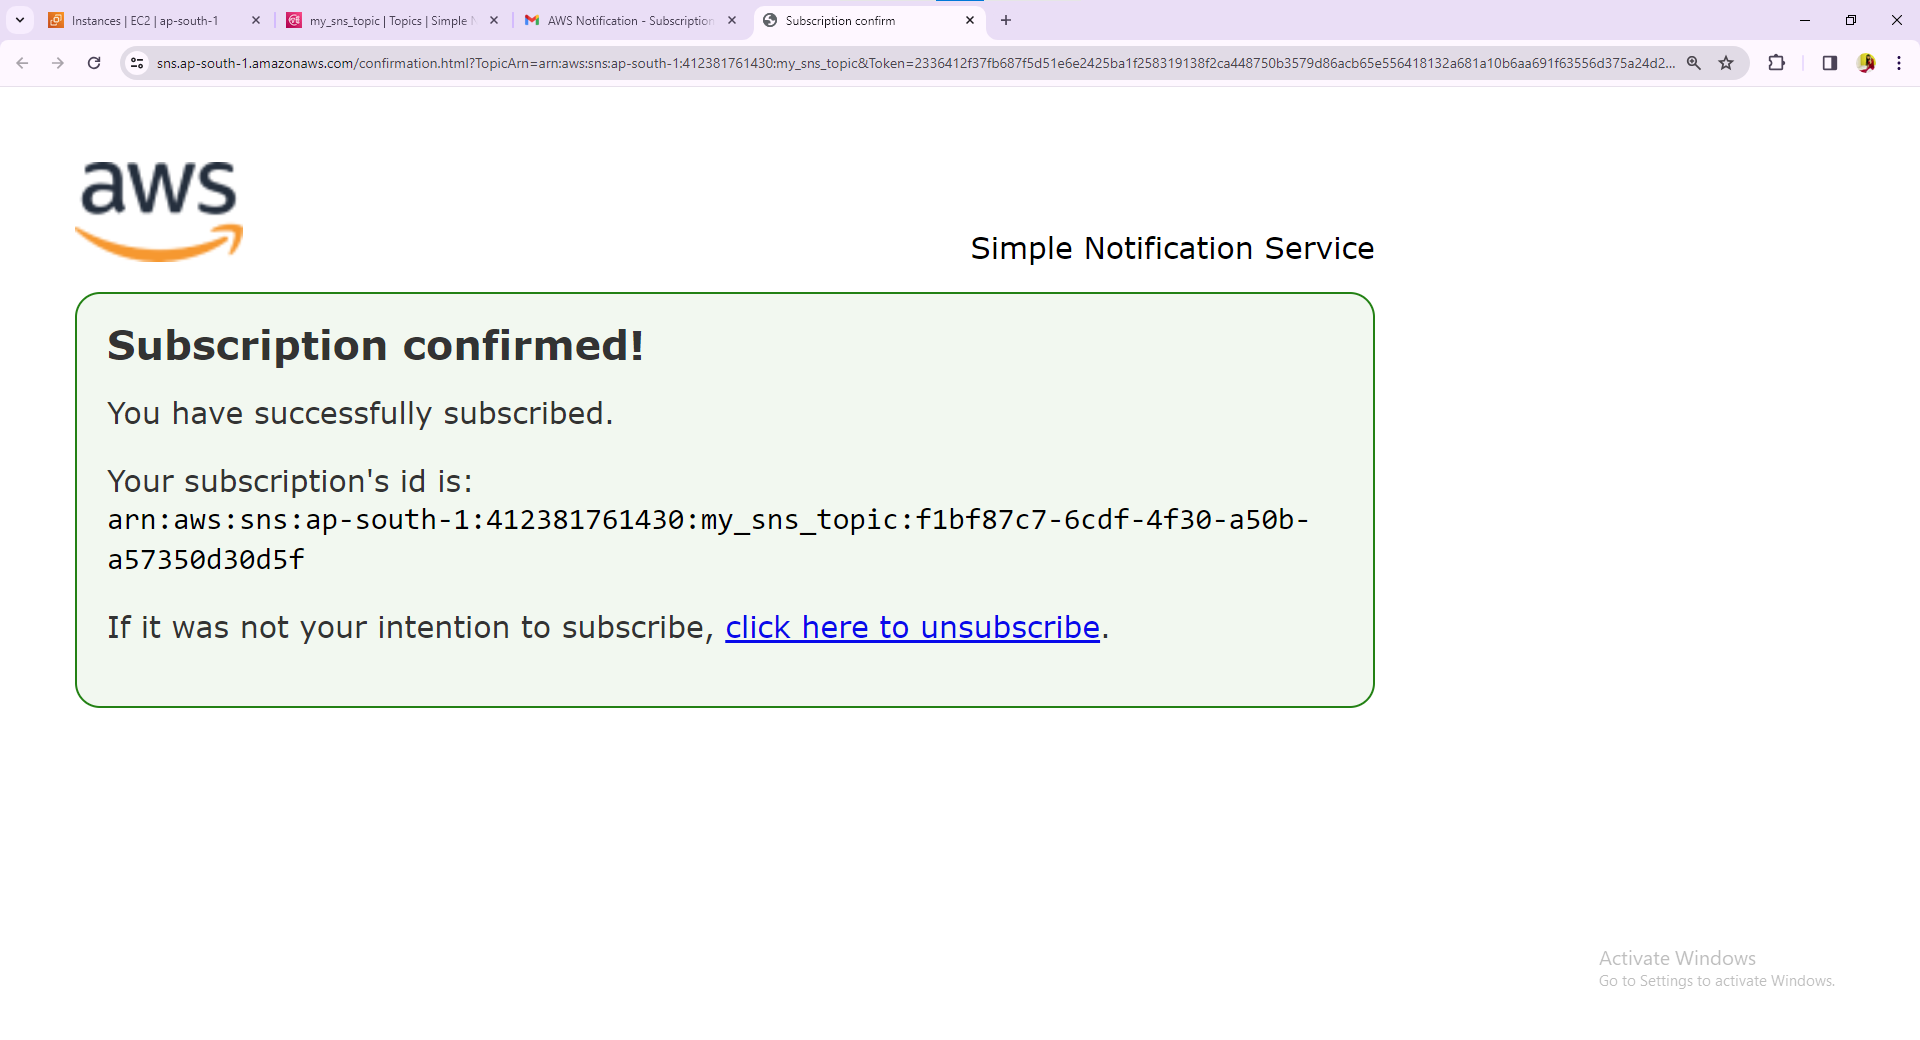 Instances | EC2 | ap-south-1
my_sns_topic | Topics | Simple
AWS Notification - Subscription
Subscription confirm
sns.ap-south-1.amazonaws.com/confirmation.html?TopicArn=arn:aws:sns:ap-south-1:412381761430:my_sns_topic&Token=2336412f37fb687f5d51e6e2425ba1f258319138f2ca448750b3579d86acb65e556418132a681a10b6aa691f63556d375a24d2...
aws
Simple Notification Service
Subscription confirmed!
You have successfully subscribed.
Your subscription's id is:
arn:aws:sns:ap-south-1:412381761430:my_sns_topic:f1bf87c7-6cdf-4f30-a50b-
a57350d30d5f
If it was not your intention to subscribe, click here to unsubscribe.
Activate Windows
Go to Settings to activate Windows.